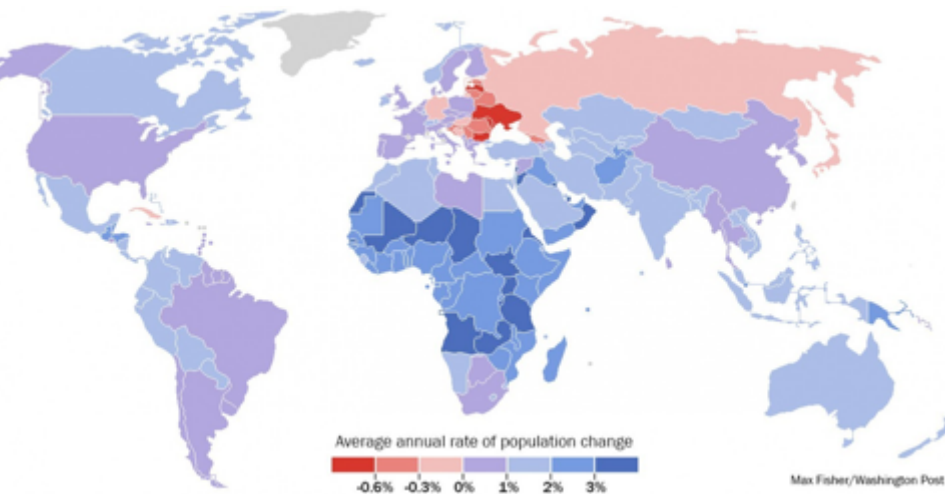 Average annual rate of population change
-0.6% -0.3% 0% 1% 2% 3%
Max Fisher/Washington Post